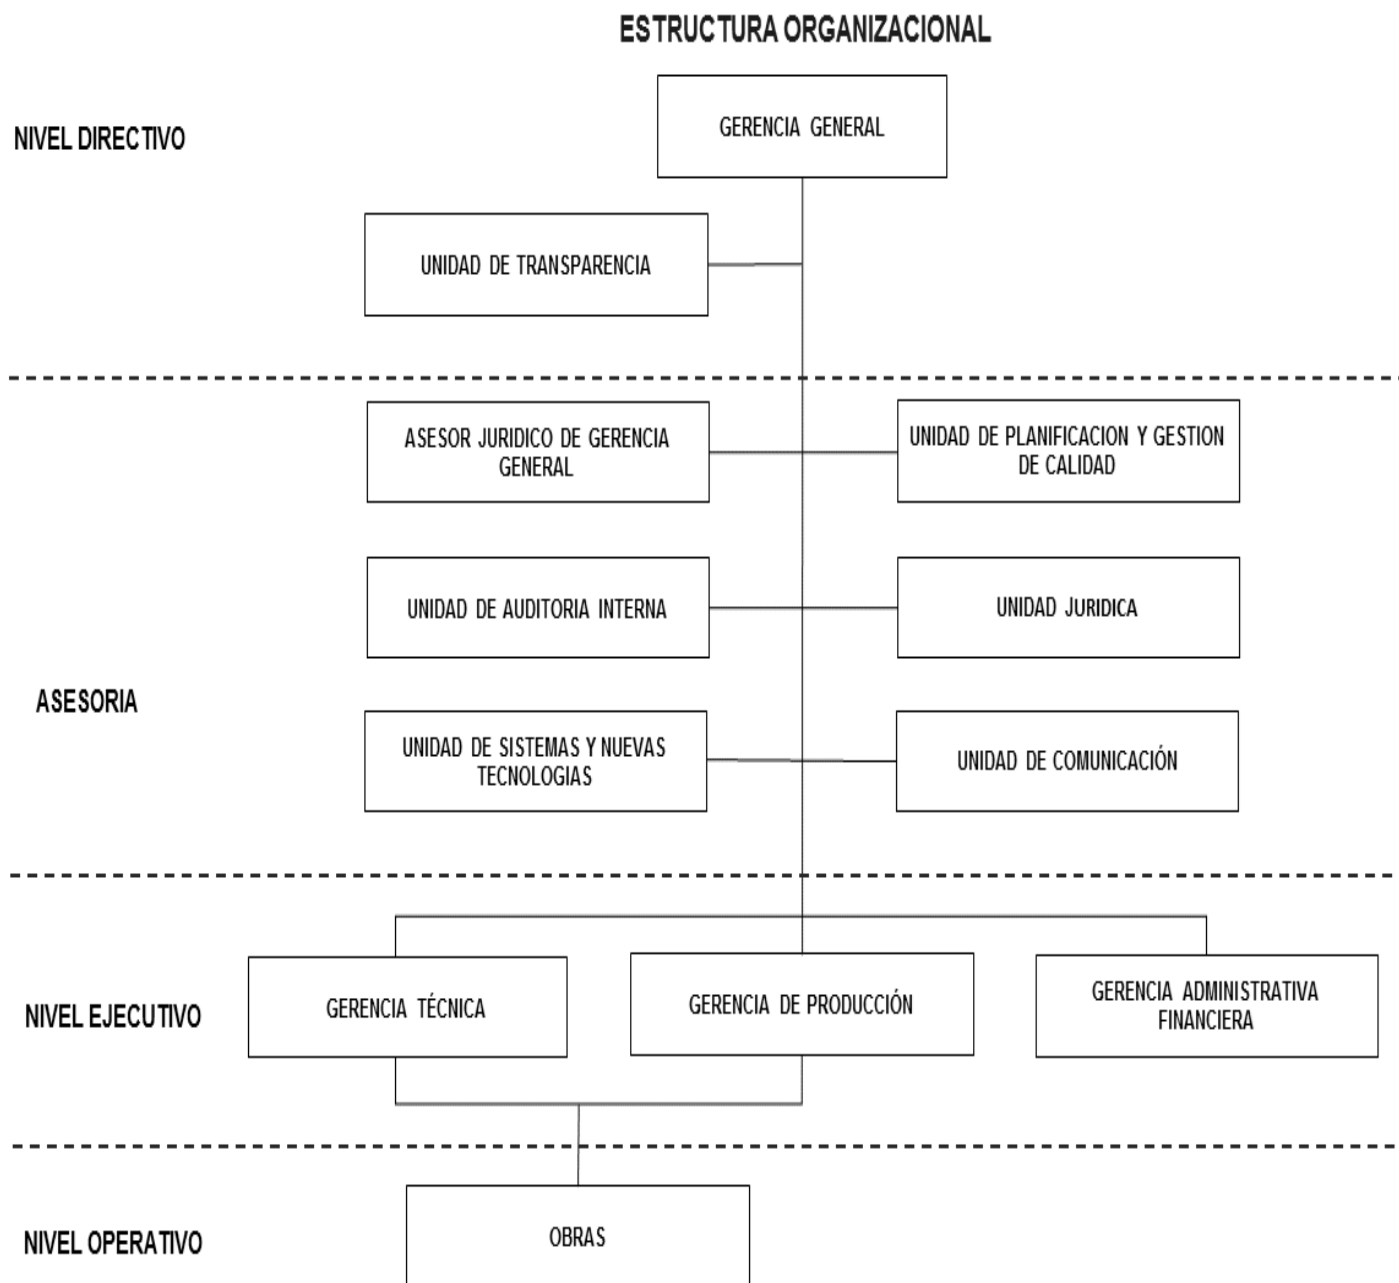 ESTRUCTURA ORGANIZACIONAL
NIVEL DIRECTIVO
GERENCIA GENERAL
UNIDAD DE TRANSPARENCIA
ASESOR JURIDICO DE GERENCIA
GENERAL
UNIDAD DE PLANIFICACION Y GESTION
DE CALIDAD
UNIDAD DE AUDITORIA INTERNA
UNIDAD JURIDICA
ASESORIA
UNIDAD DE SISTEMAS Y NUEVAS
TECNOLOGIAS
UNIDAD DE COMUNICACIÓN
NIVEL EJECUTIVO
GERENCIA TÉCNICA
GERENCIA DE PRODUCCIÓN
GERENCIA ADMINISTRATIVA
FINANCIERA
NIVEL OPERATIVO
OBRAS